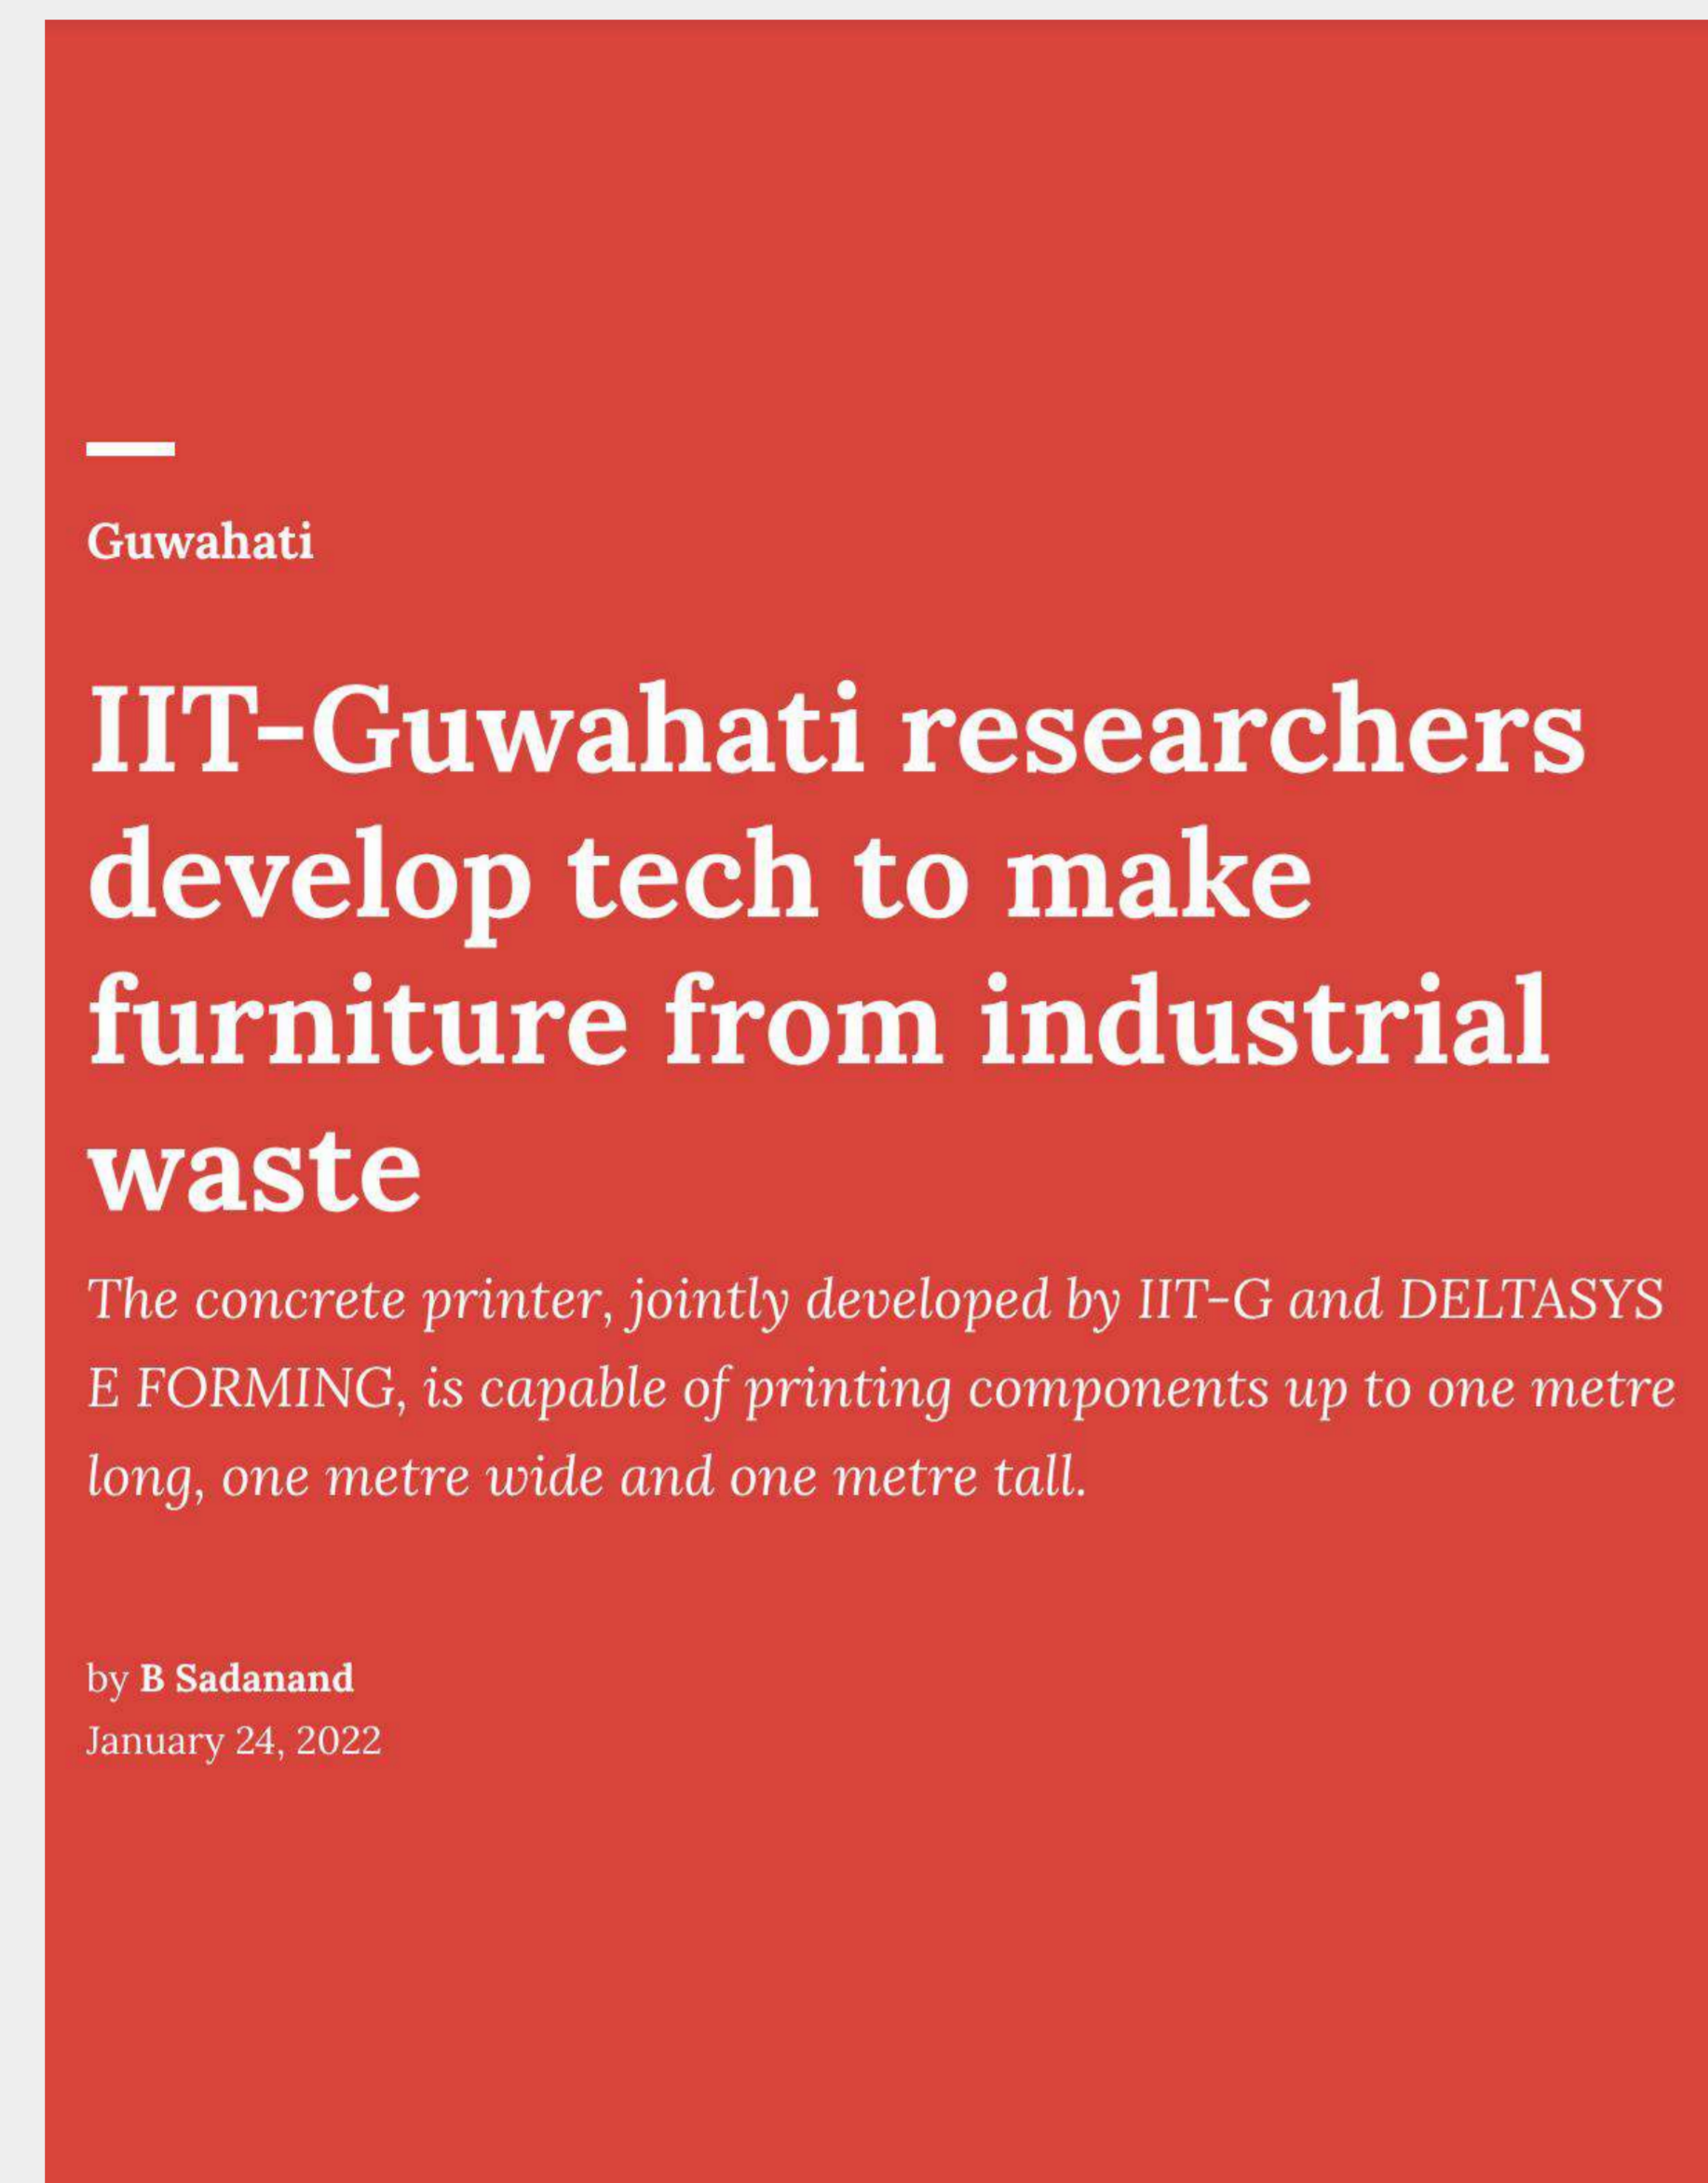 Guwahati
IIT-Guwahati researchers
develop tech to make
furniture from industrial
waste
The concrete printer, jointly developed by IIT-G and DELTASYS
E FORMING, is capable of printing components up to one metre
long, one metre wide and one metre tall.
by B Sadanand
January 24, 2022